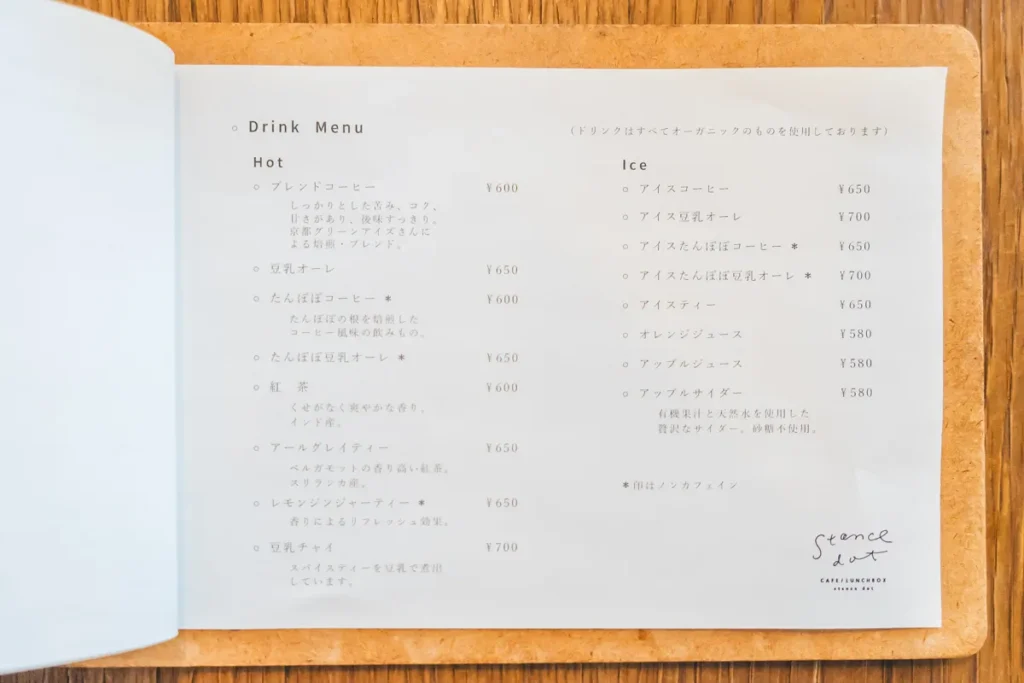 Drink Menu
(ドリンクはすべてオーガニックのものを使用しております)
Hot
ブレンドコーヒー ¥600
しっかりとした苦み、コク、
甘さがあり、後味すっきり。
京都グリーンアイズさんに
よる焙煎・ブレンド。
豆乳オーレ ¥650
たんぽぽコーヒー * ¥600
たんぽぽの根を焙煎した
コーヒー風味の飲みもの。
たんぽぽ豆乳オーレ * ¥650
紅 茶 ¥600
くせがなく爽やかな香り。
インド産。
アールグレイティー ¥650
ベルガモットの香り高い紅茶。
スリランカ産。
レモンジンジャーティー * ¥650
香りによるリフレッシュ効果。
豆乳チャイ ¥700
スパイスティーを豆乳で煮出
しています。
Ice
アイスコーヒー ¥650
アイス豆乳オーレ ¥700
アイスたんぽぽコーヒー * ¥650
アイスたんぽぽ豆乳オーレ * ¥700
アイスティー ¥650
オレンジジュース ¥580
アップルジュース ¥580
アップルサイダー ¥580
有機果汁と天然水を使用した
贅沢なサイダー。砂糖不使用。
*印はノンカフェイン
stance
dot
CAFE/LUNCHBOX
stance dot